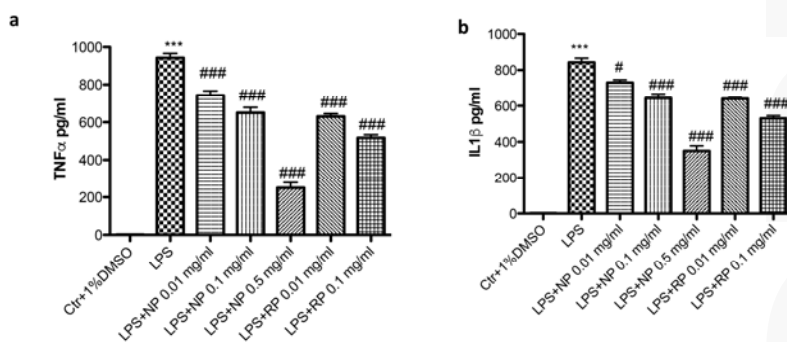 a
TNFα pg/ml
1000
800
600
400
200
0
***
###
###
###
###
###
Ctr+1%DMSO
LPS
LPS+NP 0.01 mg/ml
LPS+NP 0.1 mg/ml
LPS+NP 0.5 mg/ml
LPS+RP 0.01 mg/ml
LPS+RP 0.1 mg/ml
b
IL1β pg/ml
1000
800
600
400
200
0
***
#
###
###
###
###
Ctr+1%DMSO
LPS
LPS+NP 0.01 mg/ml
LPS+NP 0.1 mg/ml
LPS+NP 0.5 mg/ml
LPS+RP 0.01 mg/ml
LPS+RP 0.1 mg/ml